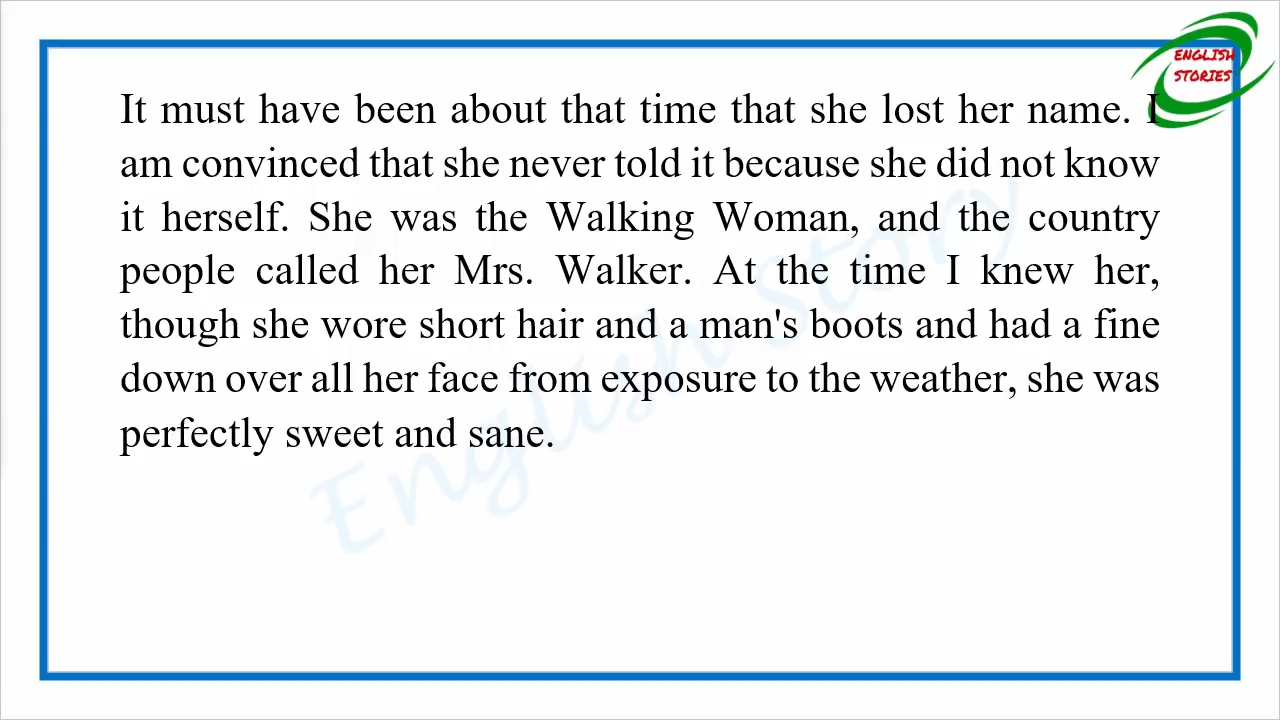 ENGLISH
STORIES
It must have been about that time that she lost her name. I
am convinced that she never told it because she did not know
it herself. She was the Walking Woman, and the country
people called her Mrs. Walker. At the time I knew her,
though she wore short hair and a man's boots and had a fine
down over all her face from exposure to the weather, she was
perfectly sweet and sane.
English Story